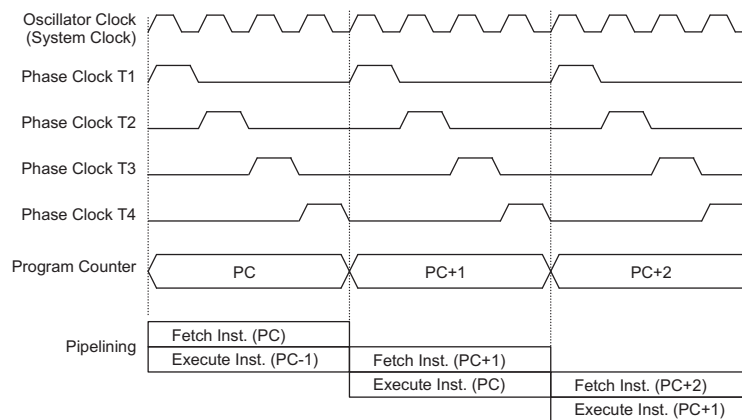 Oscillator Clock
(System Clock)
Phase Clock T1
Phase Clock T2
Phase Clock T3
Phase Clock T4
Program Counter
PC
PC+1
PC+2
Pipelining
Fetch Inst. (PC)
Execute Inst. (PC-1)
Fetch Inst. (PC+1)
Execute Inst. (PC)
Fetch Inst. (PC+2)
Execute Inst. (PC+1)